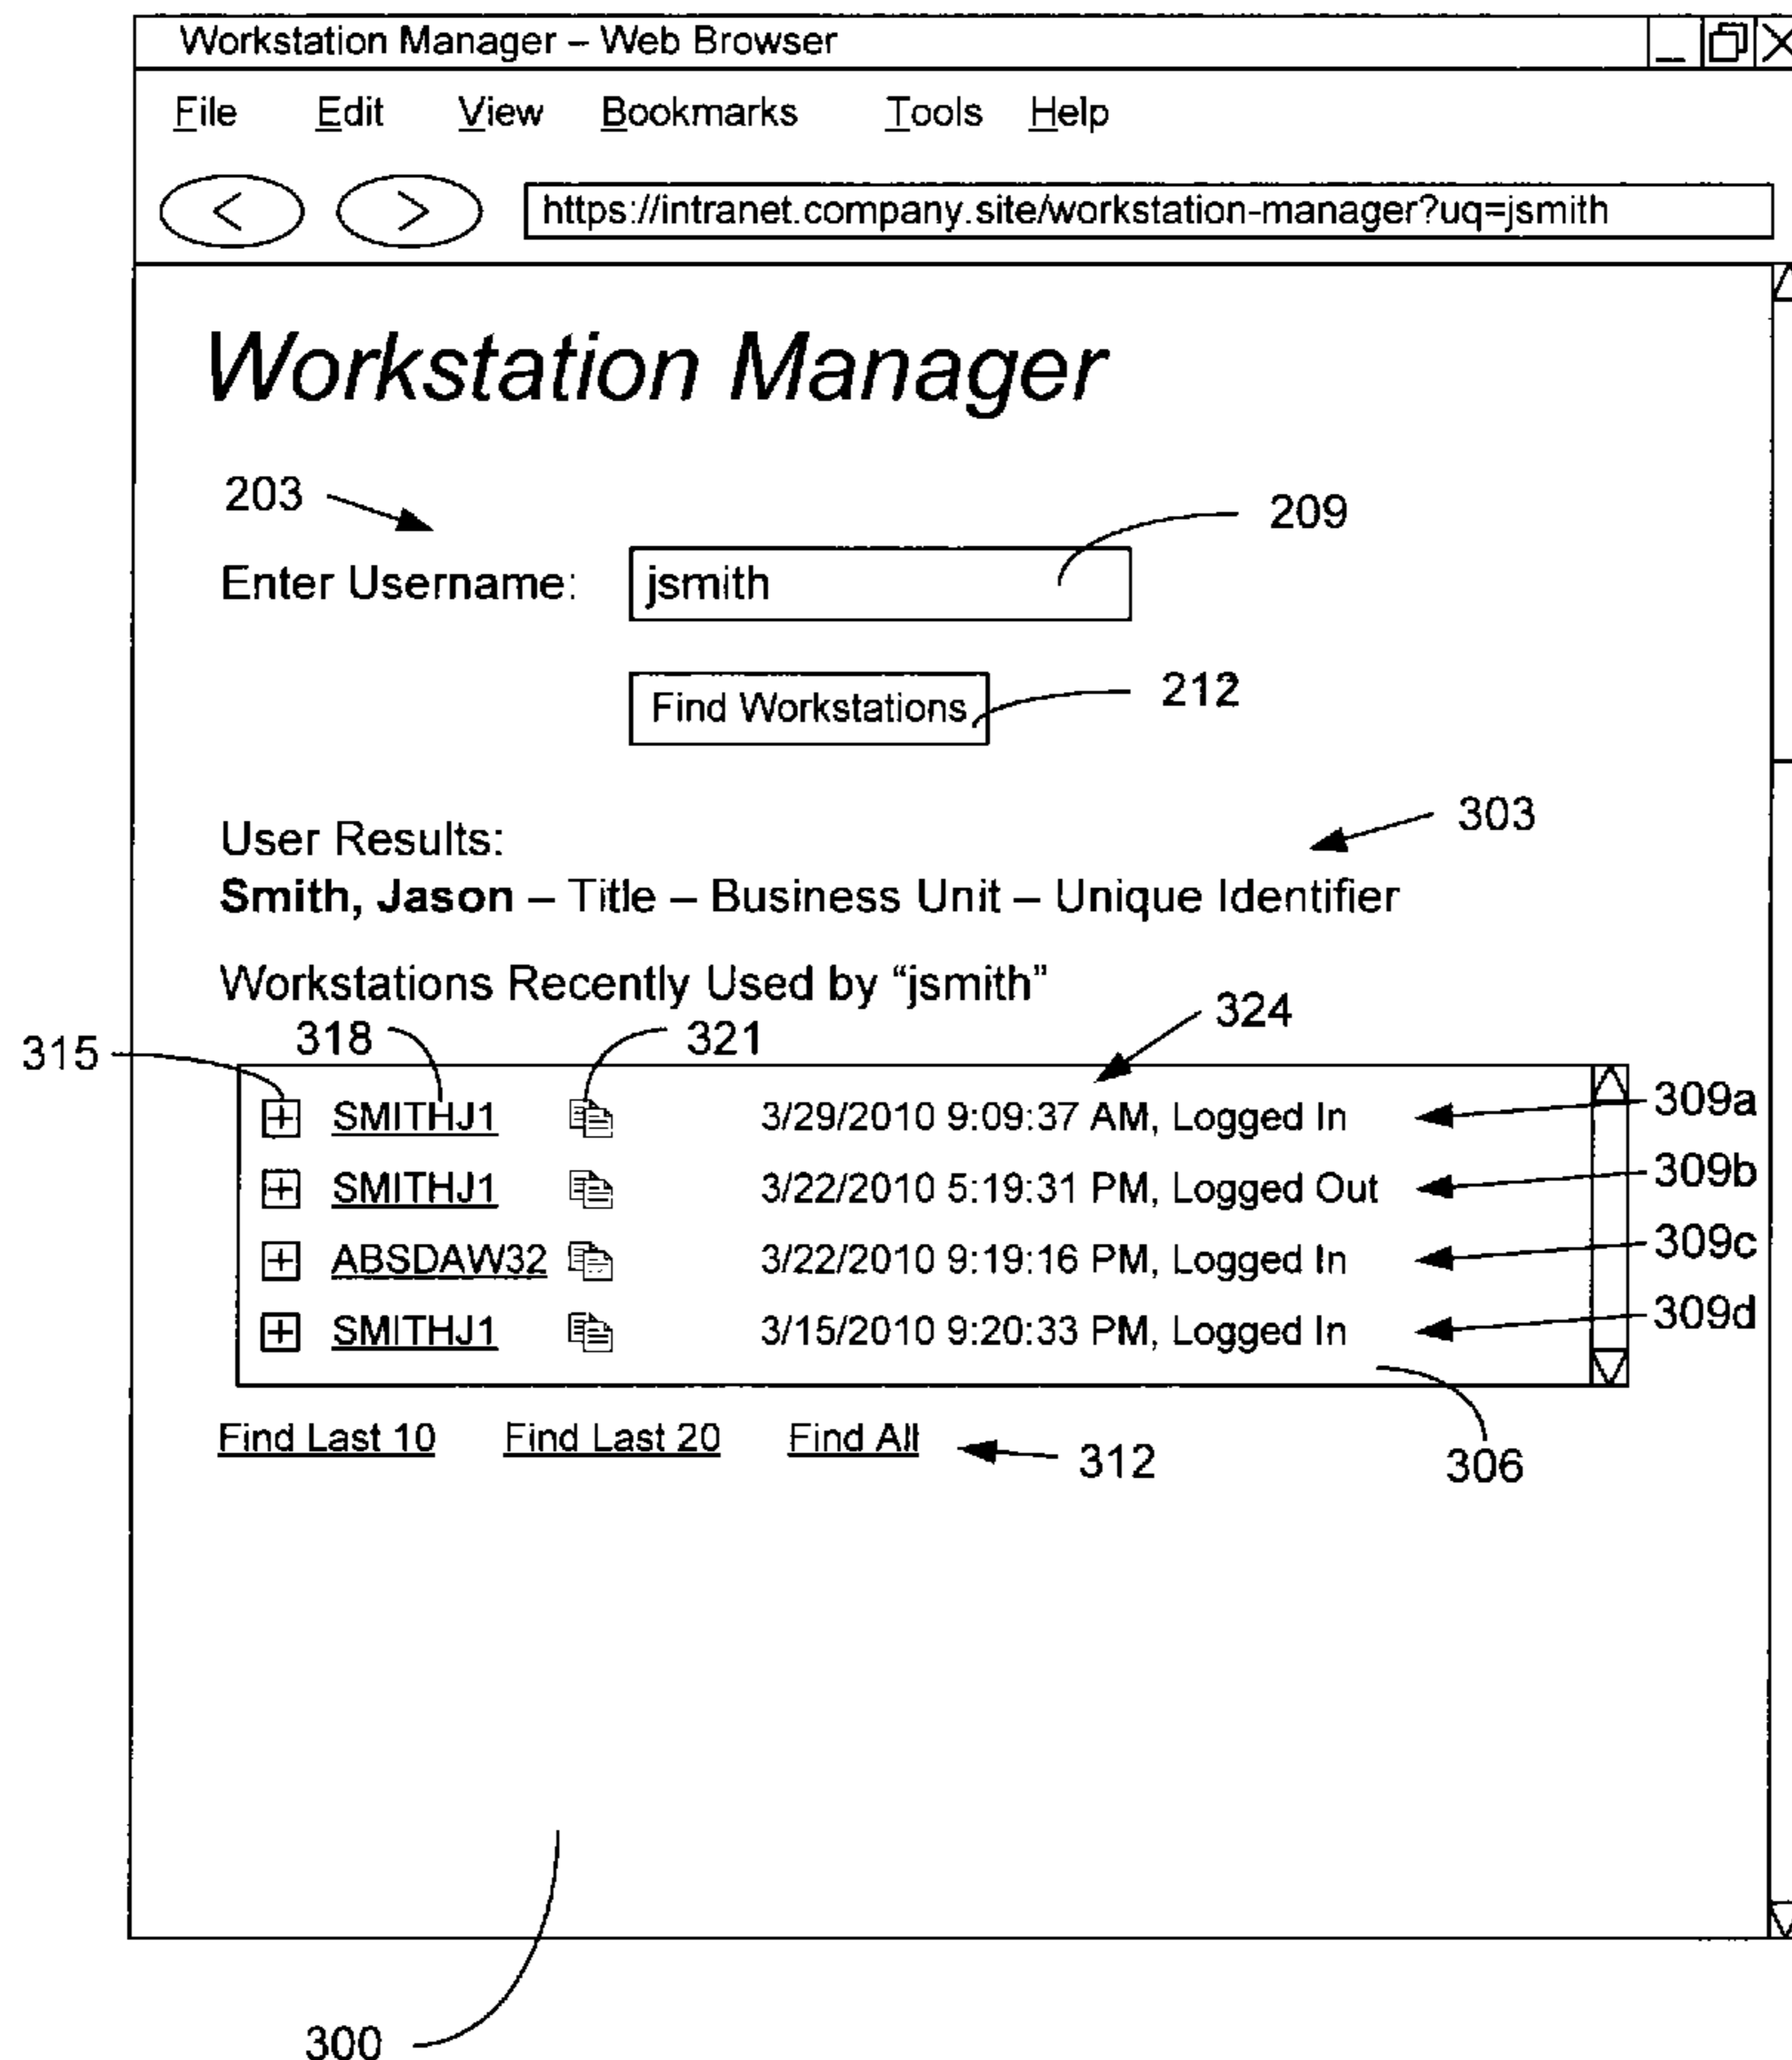 Workstation Manager – Web Browser
File Edit View Bookmarks Tools Help
< > https://intranet.company.site/workstation-manager?uq=jsmith
Workstation Manager
203
209
Enter Username: jsmith
Find Workstations
212
303
User Results:
Smith, Jason – Title – Business Unit – Unique Identifier
Workstations Recently Used by “jsmith”
324
315 318 321
SMITHJ1 3/29/2010 9:09:37 AM, Logged In 309a
SMITHJ1 3/22/2010 5:19:31 PM, Logged Out 309b
ABSDAW32 3/22/2010 9:19:16 PM, Logged In 309c
SMITHJ1 3/15/2010 9:20:33 PM, Logged In 309d
Find Last 10 Find Last 20 Find All 312 306
300